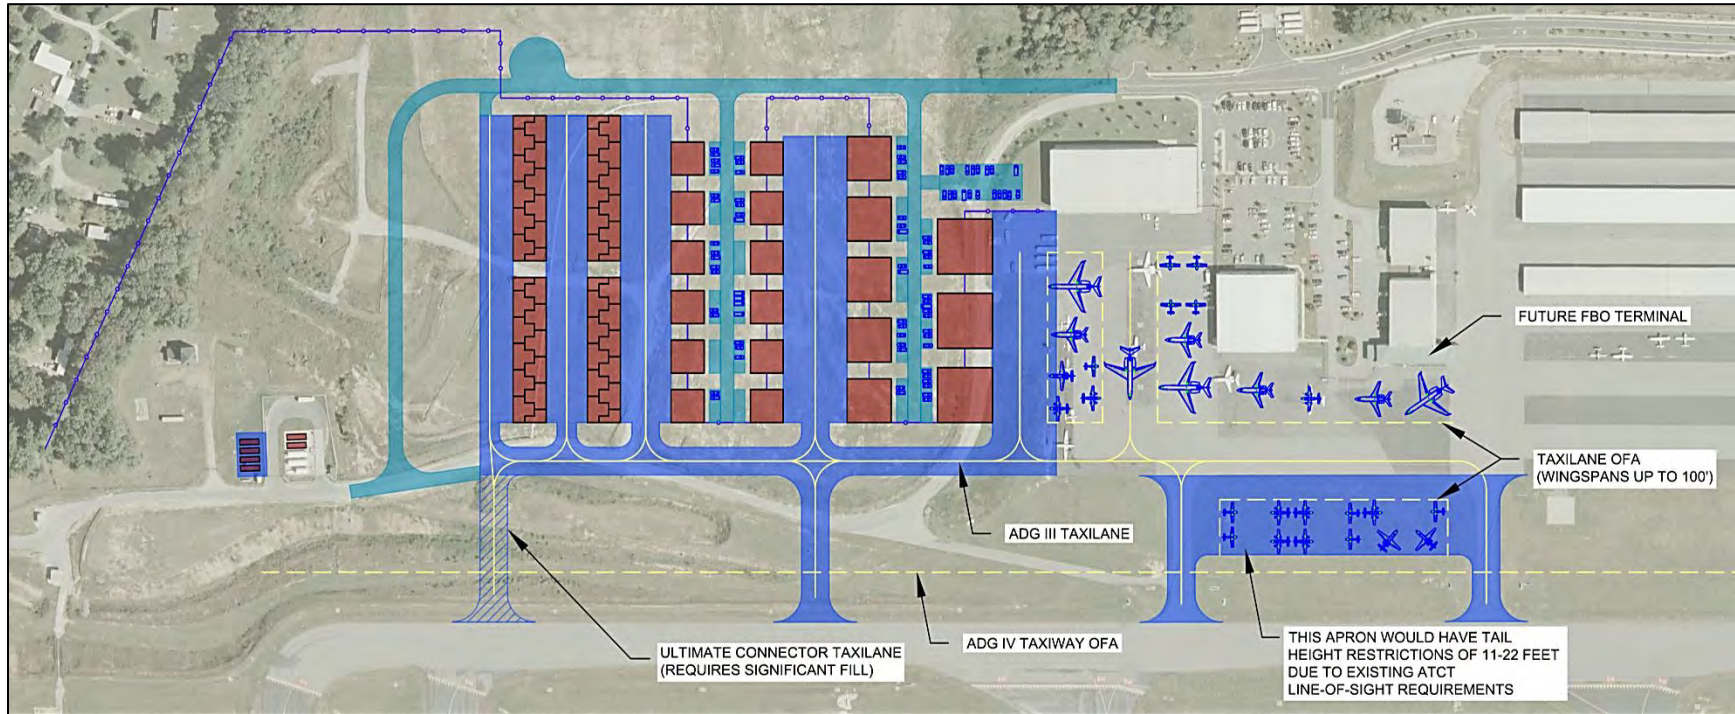 FUTURE FBO TERMINAL
TAXILANE OFA
(WINGSPANS UP TO 100')
ADG III TAXILANE
ADG IV TAXIWAY OFA
ULTIMATE CONNECTOR TAXILANE
(REQUIRES SIGNIFICANT FILL)
THIS APRON WOULD HAVE TAIL
HEIGHT RESTRICTIONS OF 11-22 FEET
DUE TO EXISTING ATCT
LINE-OF-SIGHT REQUIREMENTS